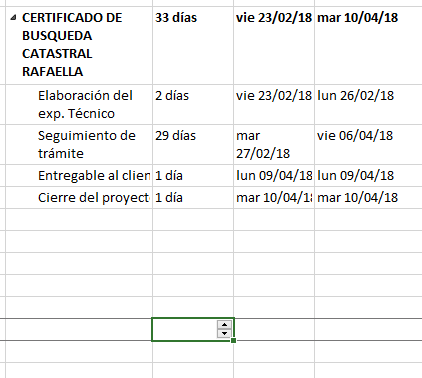 CERTIFICADO DE BUSQUEDA CATASTRAL RAFAELLA 33 días vie 23/02/18 mar 10/04/18
Elaboración del exp. Técnico 2 días vie 23/02/18 lun 26/02/18
Seguimiento de trámite 29 días mar 27/02/18 vie 06/04/18
Entregable al clien 1 día lun 09/04/18 lun 09/04/18
Cierre del proyect 1 día mar 10/04/18 mar 10/04/18